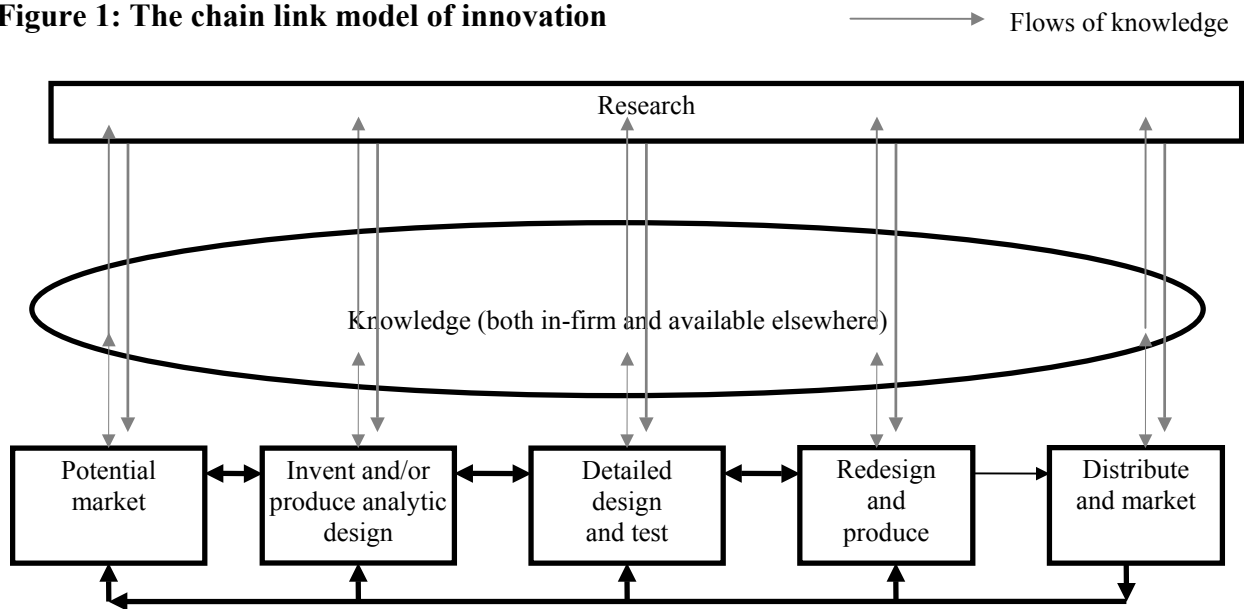 Figure 1: The chain link model of innovation
Flows of knowledge
Research
Knowledge (both in-firm and available elsewhere)
Potential
market
Invent and/or
produce analytic
design
Detailed
design
and test
Redesign
and
produce
Distribute
and market